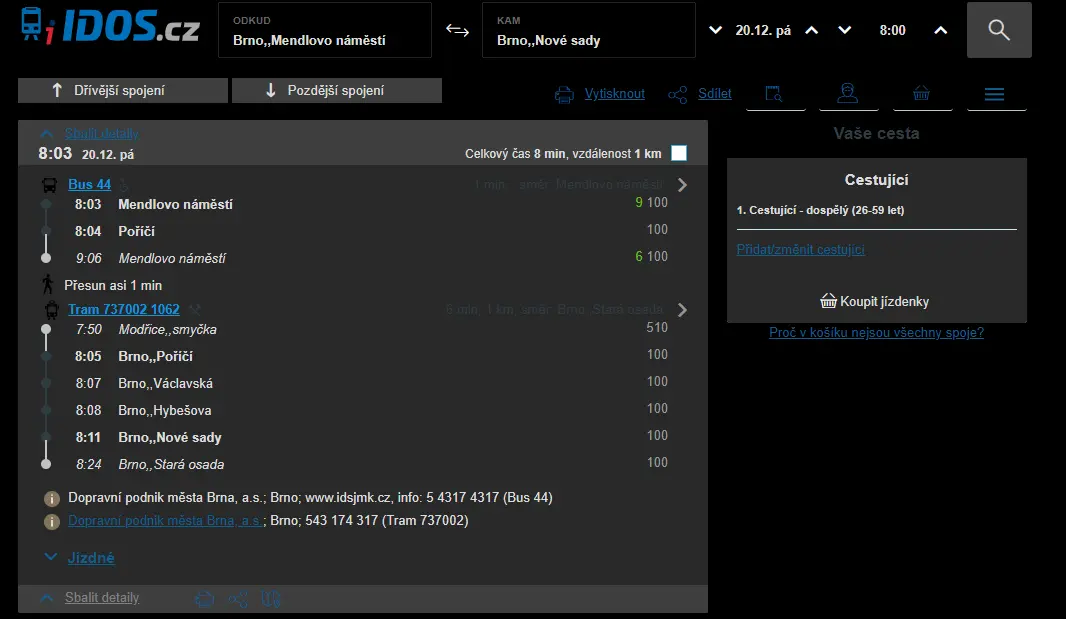 IDOS.cz
ODKUD
Brno,,Mendlovo náměstí
KAM
Brno,,Nové sady
20.12. pá
8:00
Dřívější spojení
Pozdější spojení
Vytisknout
Sdílet
Sbalit detaily
8:03 20.12. pá
Celkový čas 8 min, vzdálenost 1 km
Bus 44
1 min, směr: Mendlovo náměstí
8:03 Mendlovo náměstí 9 100
8:04 Poříčí 100
9:06 Mendlovo náměstí 6 100
Přesun asi 1 min
Tram 737002 1062
6 min, 1 km, směr: Brno,,Stará osada
7:50 Modřice,,smyčka 510
8:05 Brno,,Poříčí 100
8:07 Brno,,Václavská 100
8:08 Brno,,Hybešova 100
8:11 Brno,,Nové sady 100
8:24 Brno,,Stará osada 100
Dopravní podnik města Brna, a.s.; Brno; www.idsjmk.cz, info: 5 4317 4317 (Bus 44)
Dopravní podnik města Brna, a.s.; Brno; 543 174 317 (Tram 737002)
Jízdné
Sbalit detaily
Vaše cesta
Cestující
1. Cestující - dospělý (26-59 let)
Přidat/změnit cestující
Koupit jízdenky
Proč v košíku nejsou všechny spoje?